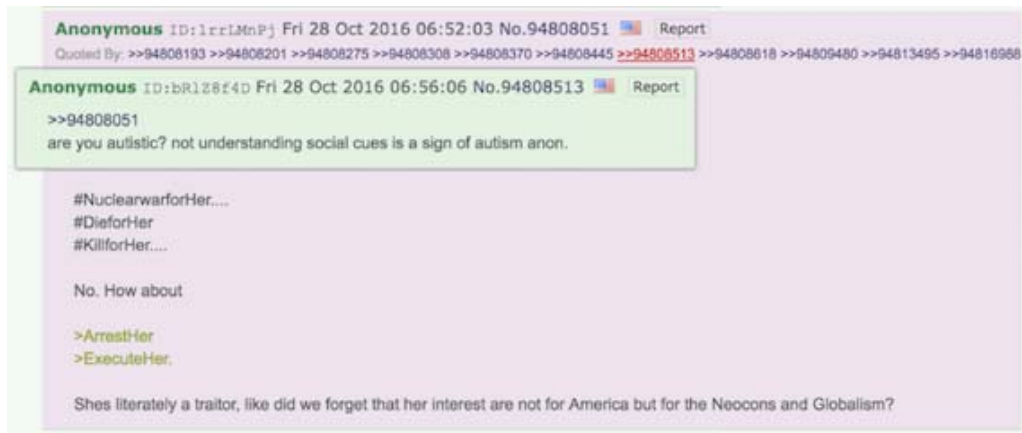 Anonymous ID:1rrLMnPj Fri 28 Oct 2016 06:52:03 No.94808051 Report
Quoted By: >>94808193 >>94808201 >>94808275 >>94808308 >>94808370 >>94808445 >>94808513 >>94808618 >>94809480 >>94813495 >>94816988
Anonymous ID:bRlZ8f4D Fri 28 Oct 2016 06:56:06 No.94808513 Report
>>94808051
are you autistic? not understanding social cues is a sign of autism anon.
#NuclearwarforHer....
#DieforHer
#KillforHer....
No. How about
>ArrestHer
>ExecuteHer.
Shes literately a traitor, like did we forget that her interest are not for America but for the Neocons and Globalism?